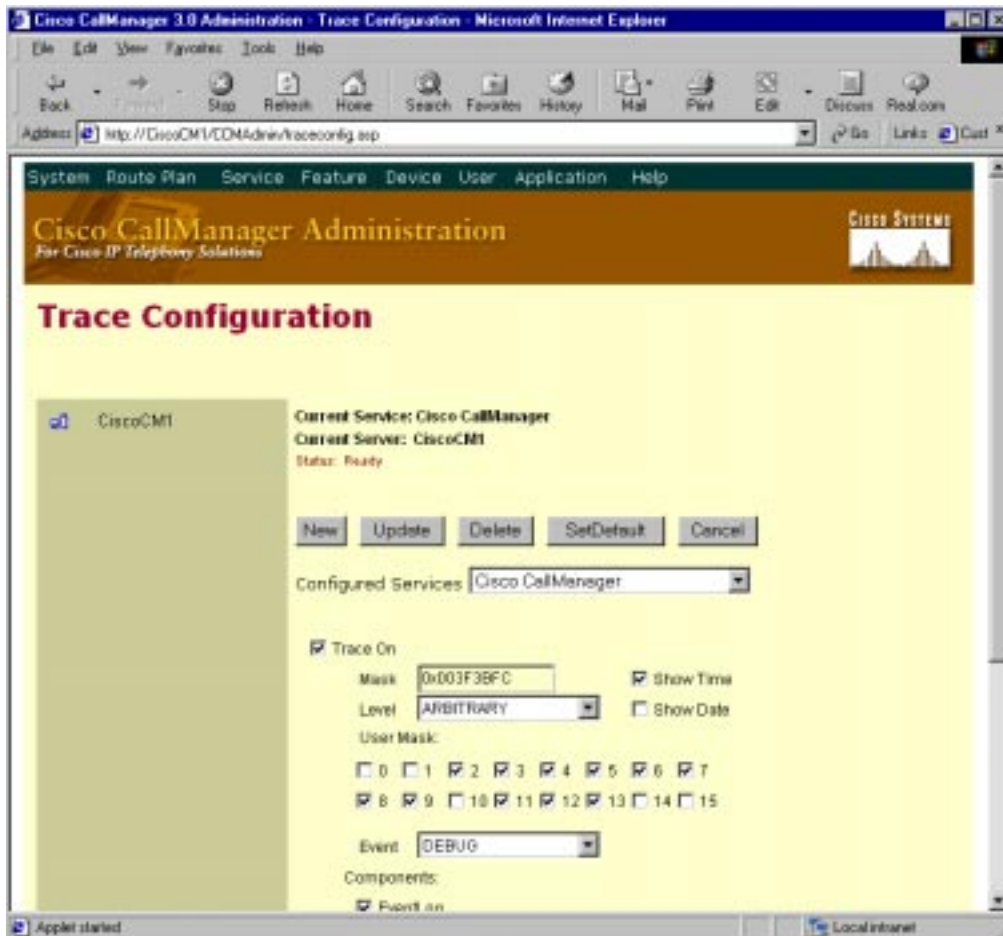 Cisco CallManager 3.0 Administration - Trace Configuration - Microsoft Internet Explorer
File Edit View Favorites Tools Help
Back Forward Stop Refresh Home Search Favorites History Mail Print Edit Discuss Real.com
Address http://CiscoCM1/CCMAdmin/traceconfig.asp Go Links Cust
System Route Plan Service Feature Device User Application Help
Cisco CallManager Administration
For Cisco IP Telephony Solutions
CISCO SYSTEMS
Trace Configuration
CiscoCM1
Current Service: Cisco CallManager
Current Server: CiscoCM1
Status: Ready
New Update Delete SetDefault Cancel
Configured Services Cisco CallManager
Trace On
Mask 0x003F3BFC Show Time
Level ARBITRARY Show Date
User Mask:
0 1 2 3 4 5 6 7
8 9 10 11 12 13 14 15
Event DEBUG
Components:
EventLog
Applet started Local intranet